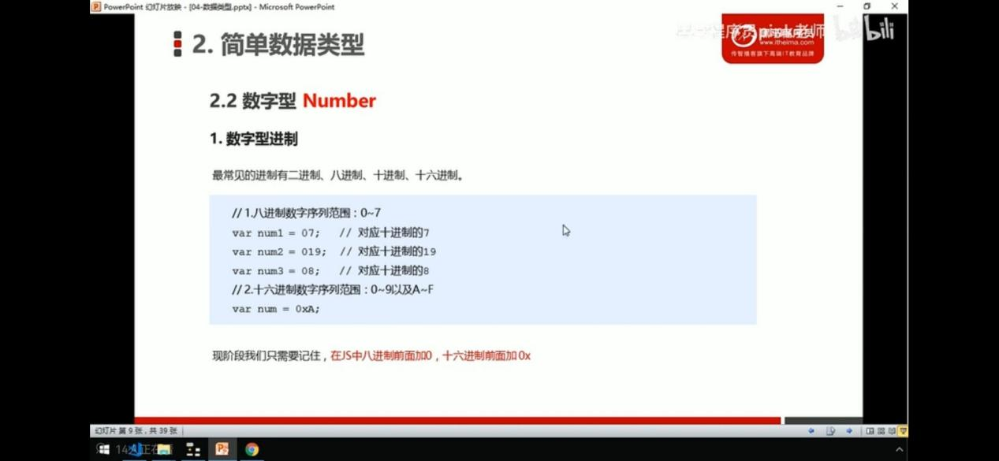 PowerPoint 幻灯片放映 - [04-数据类型.pptx] - Microsoft PowerPoint
2. 简单数据类型
pink老师
bilibili
www.itheima.com
传智播客旗下高端IT教育品牌
2.2 数字型 Number
1. 数字型进制
最常见的进制有二进制、八进制、十进制、十六进制。
// 1.八进制数字序列范围：0~7
var num1 = 07;   // 对应十进制的7
var num2 = 019;  // 对应十进制的19
var num3 = 08;   // 对应十进制的8
// 2.十六进制数字序列范围：0~9以及A~F
var num = 0xA;
现阶段我们只需要记住，在JS中八进制前面加0，十六进制前面加 0x
幻灯片 第 9 张，共 39 张